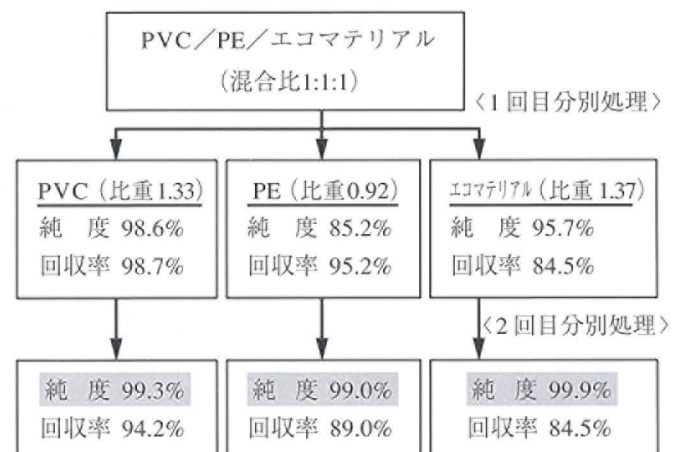 PVC/PE/エコマテリアル
(混合比1:1:1)
〈1回目分別処理〉
PVC(比重1.33)
純 度 98.6%
回収率 98.7%
PE(比重0.92)
純 度 85.2%
回収率 95.2%
エコマテリアル(比重1.37)
純 度 95.7%
回収率 84.5%
〈2回目分別処理〉
純 度 99.3%
回収率 94.2%
純 度 99.0%
回収率 89.0%
純 度 99.9%
回収率 84.5%